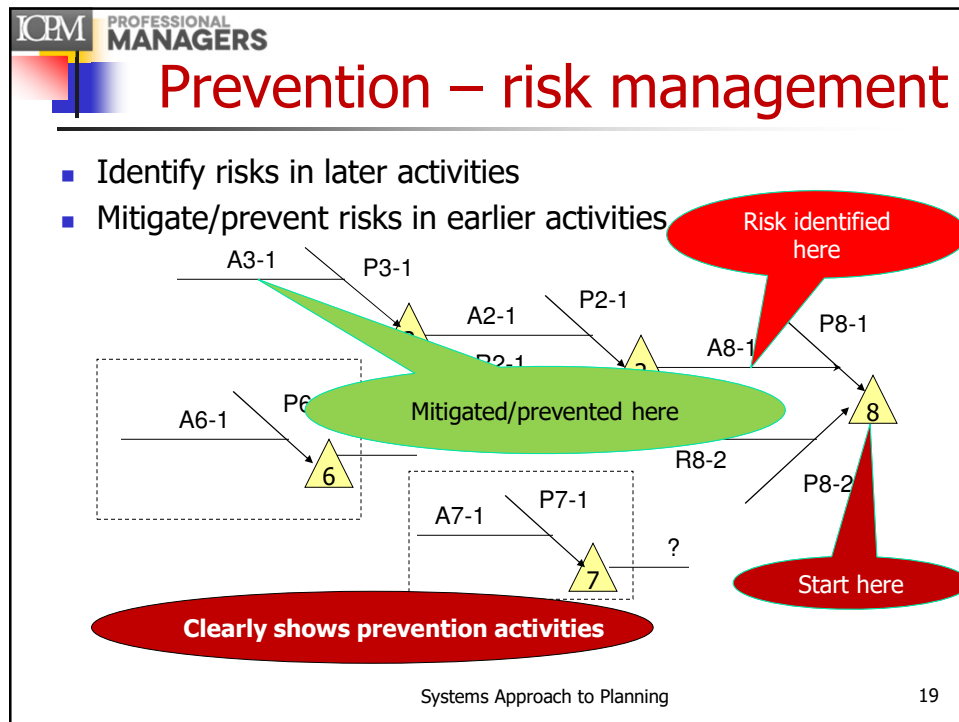 ICPM PROFESSIONAL
MANAGERS
Prevention – risk management
Identify risks in later activities
Mitigate/prevent risks in earlier activities
Risk identified
here
A3-1
P3-1
A2-1
P2-1
A8-1
P8-1
Mitigated/prevented here
8
A6-1
P6
6
R8-2
P8-2
A7-1
P7-1
?
7
Start here
Clearly shows prevention activities
Systems Approach to Planning
19